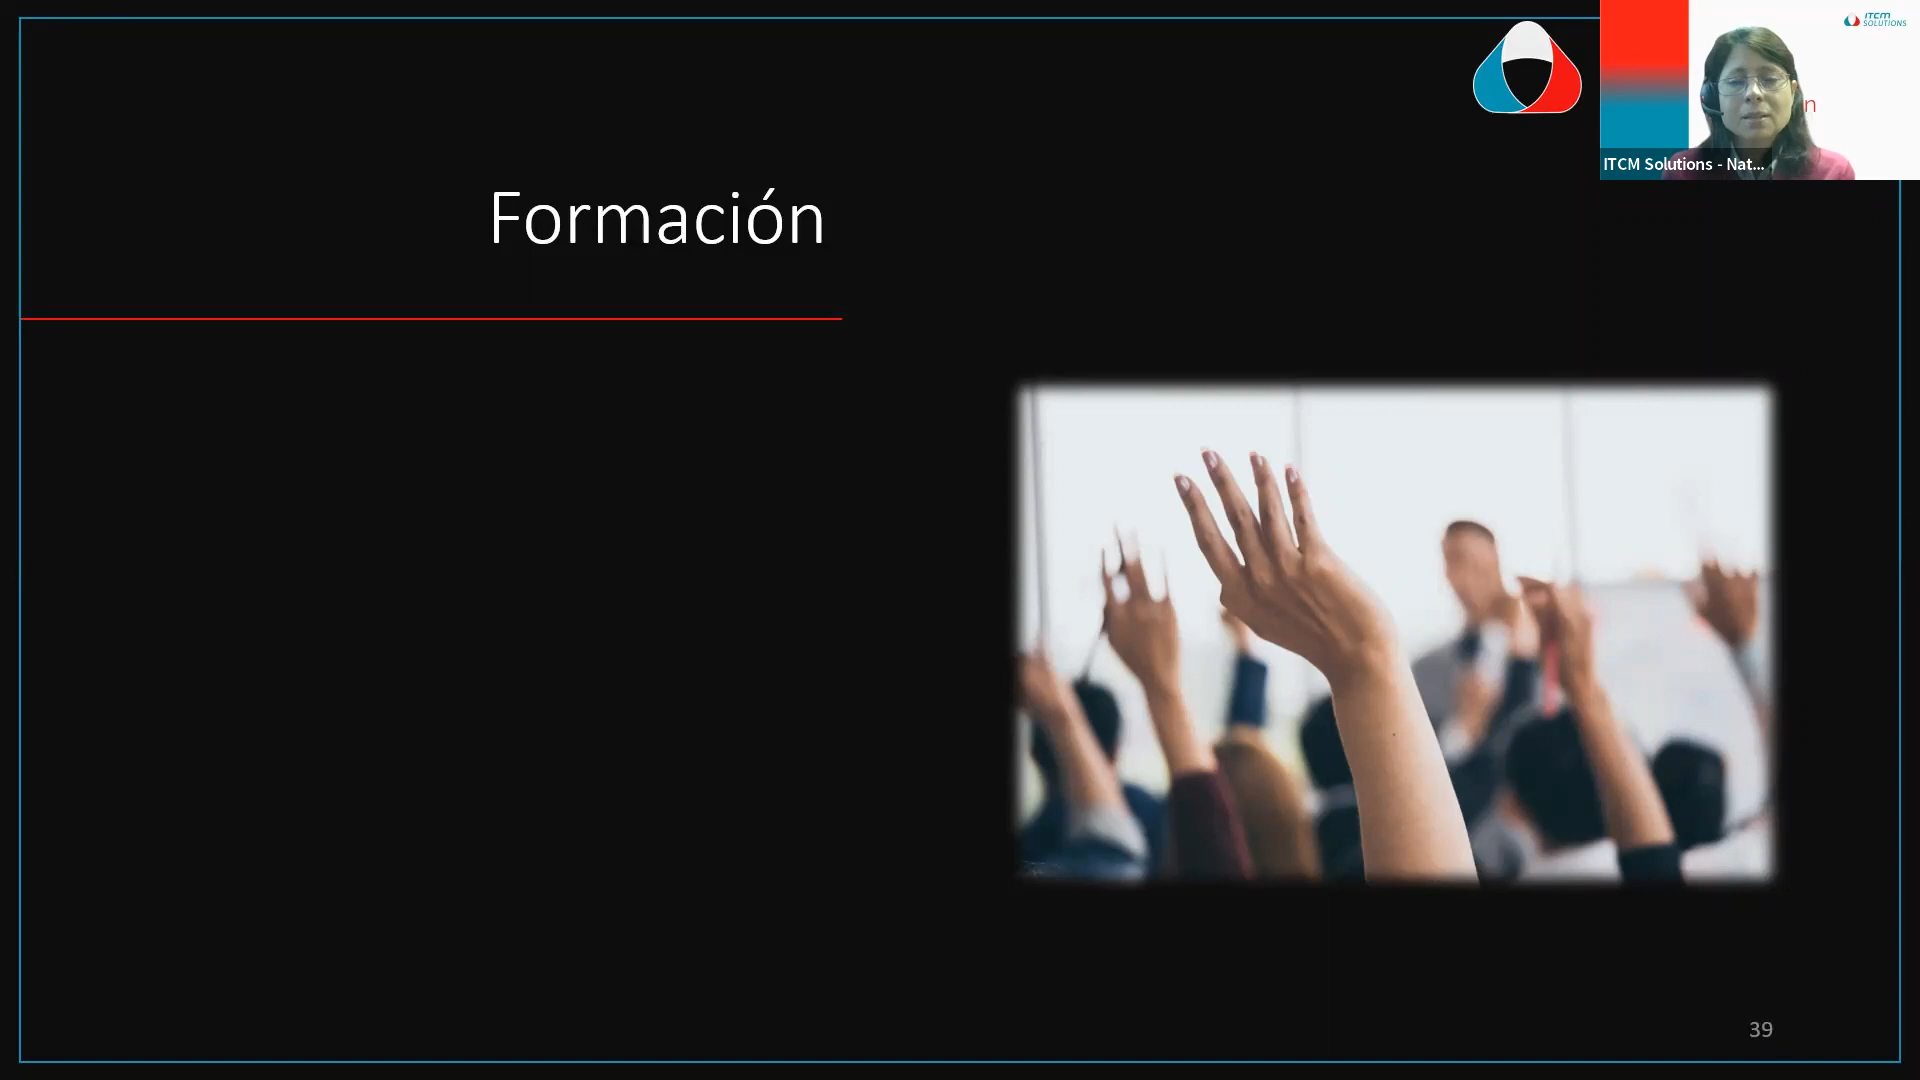 ITCM
SOLUTIONS
n
ITCM Solutions - Nat...
Formación
39